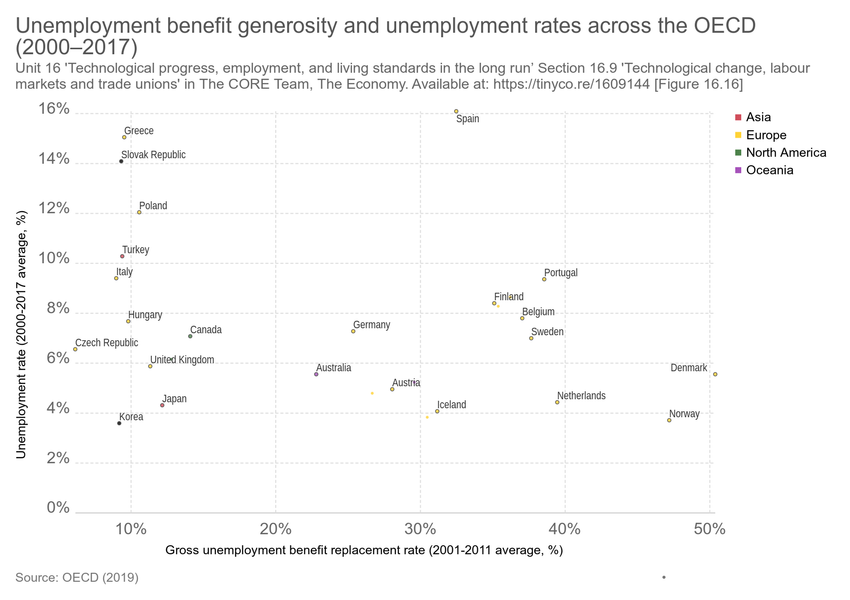 Unemployment benefit generosity and unemployment rates across the OECD
(2000–2017)
Unit 16 'Technological progress, employment, and living standards in the long run’ Section 16.9 'Technological change, labour
markets and trade unions' in The CORE Team, The Economy. Available at: https://tinyco.re/1609144 [Figure 16.16]
Asia
Europe
North America
Oceania
Unemployment rate (2000-2017 average, %)
16%
14%
12%
10%
8%
6%
4%
2%
0%
Spain
Greece
Slovak Republic
Poland
Turkey
Italy
Portugal
Finland
Hungary
Belgium
Germany
Canada
Sweden
Czech Republic
United Kingdom
Australia
Denmark
Austria
Japan
Netherlands
Iceland
Korea
Norway
10%
20%
30%
40%
50%
Gross unemployment benefit replacement rate (2001-2011 average, %)
Source: OECD (2019)